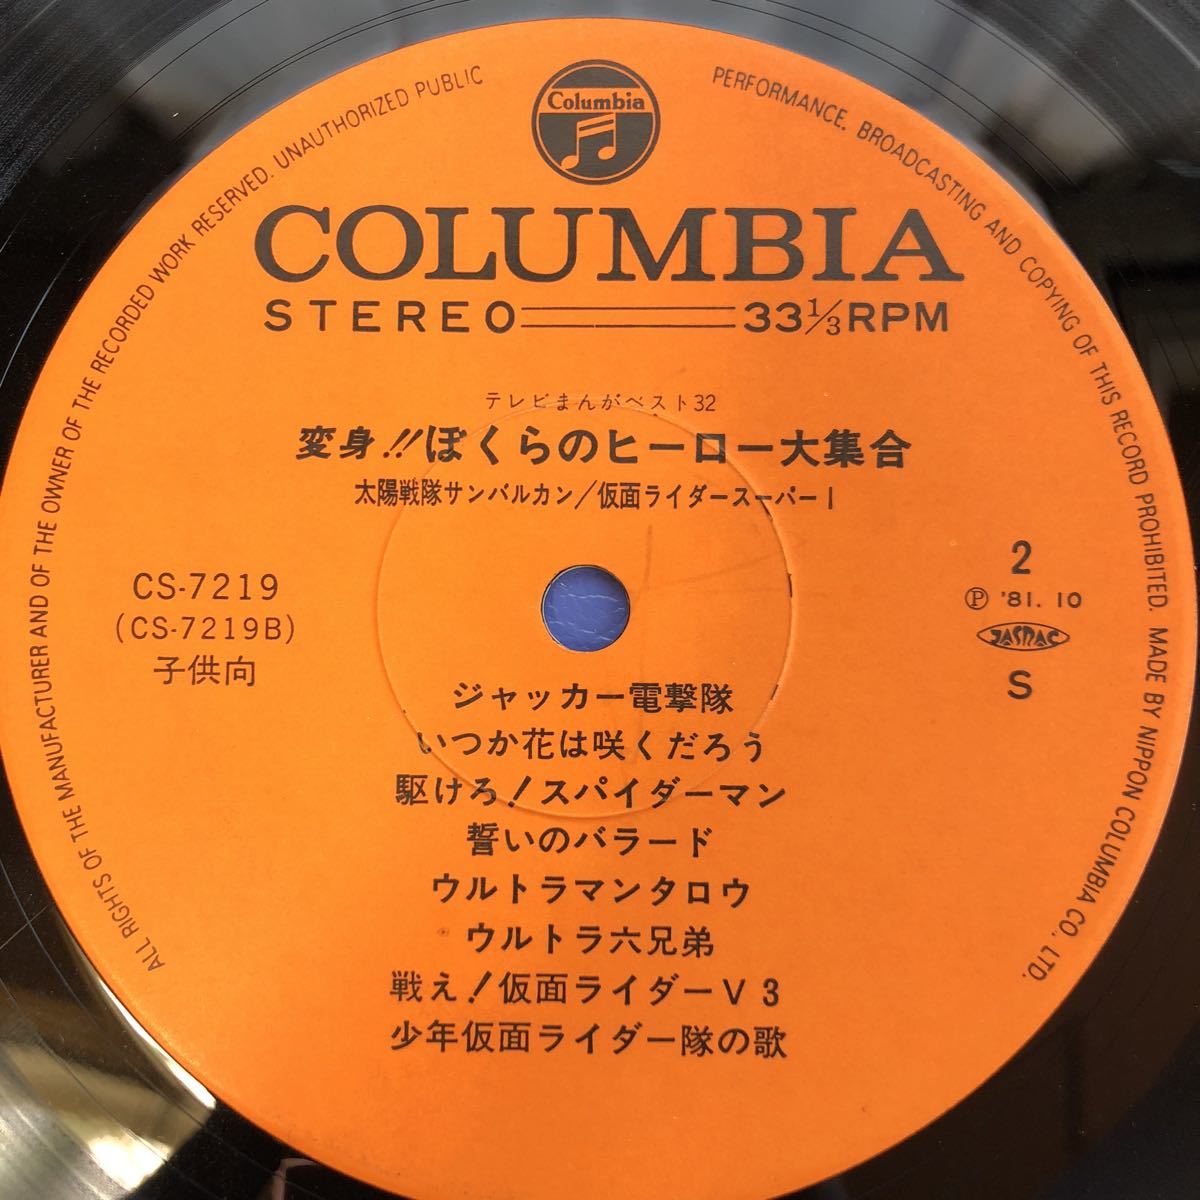 ALL RIGHTS OF THE MANUFACTURER AND OF THE OWNER OF THE RECORDED WORK RESERVED. UNAUTHORIZED PUBLIC PERFORMANCE. BROADCASTING AND COPYING OF THIS RECORD PROHIBITED. MADE BY NIPPON COLUMBIA CO., LTD.
Columbia
COLUMBIA
STEREO 33⅓ RPM
テレビまんがベスト32
変身!!ぼくらのヒーロー大集合
太陽戦隊サンバルカン/仮面ライダースーパー1
CS-7219
(CS-7219B)
子供向
2
Ⓟ '81. 10
JASRAC
S
ジャッカー電撃隊
いつか花は咲くだろう
駆けろ!スパイダーマン
誓いのバラード
ウルトラマンタロウ
ウルトラ六兄弟
戦え!仮面ライダーV3
少年仮面ライダー隊の歌